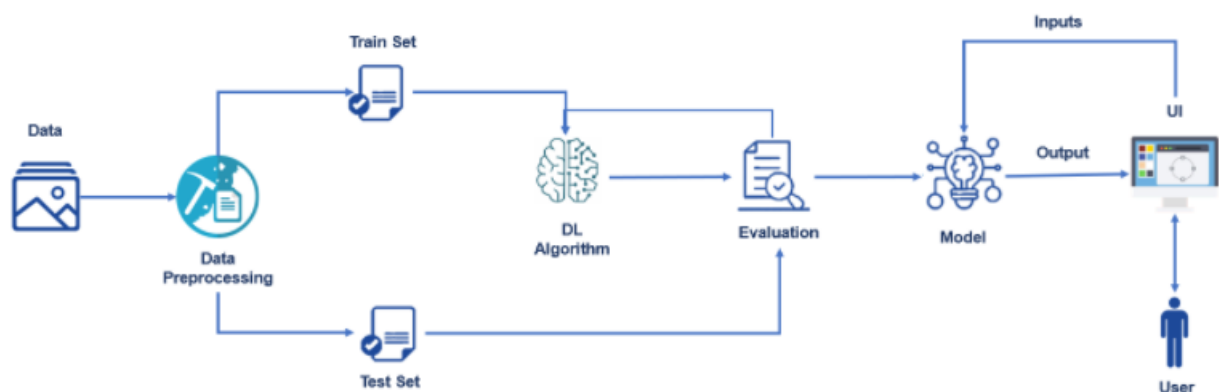 Train Set
Inputs
Data
UI
Output
DL
Algorithm
Evaluation
Model
Data
Preprocessing
Test Set
User